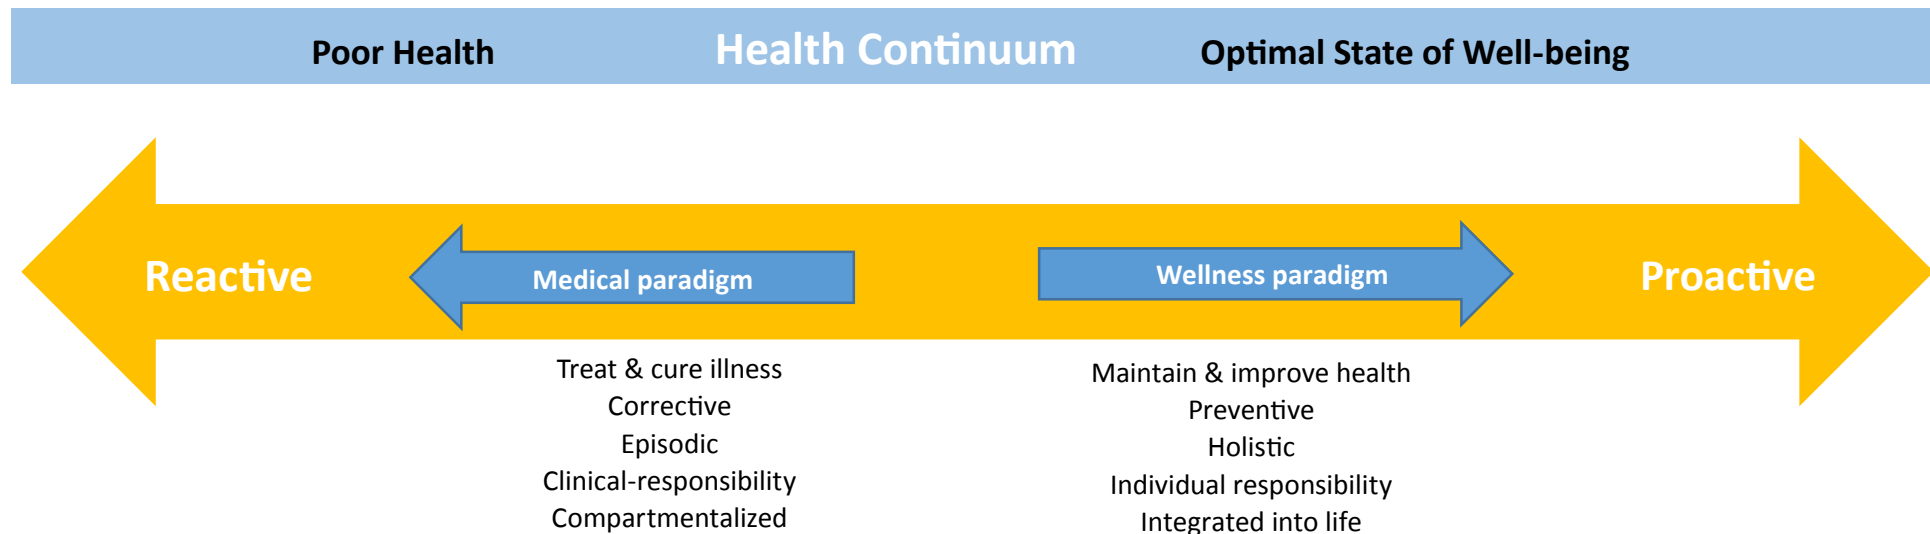 Poor Health Health Continuum Optimal State of Well-being
Reactive Medical paradigm Wellness paradigm Proactive
Treat & cure illness
Corrective
Episodic
Clinical-responsibility
Compartmentalized
Maintain & improve health
Preventive
Holistic
Individual responsibility
Integrated into life